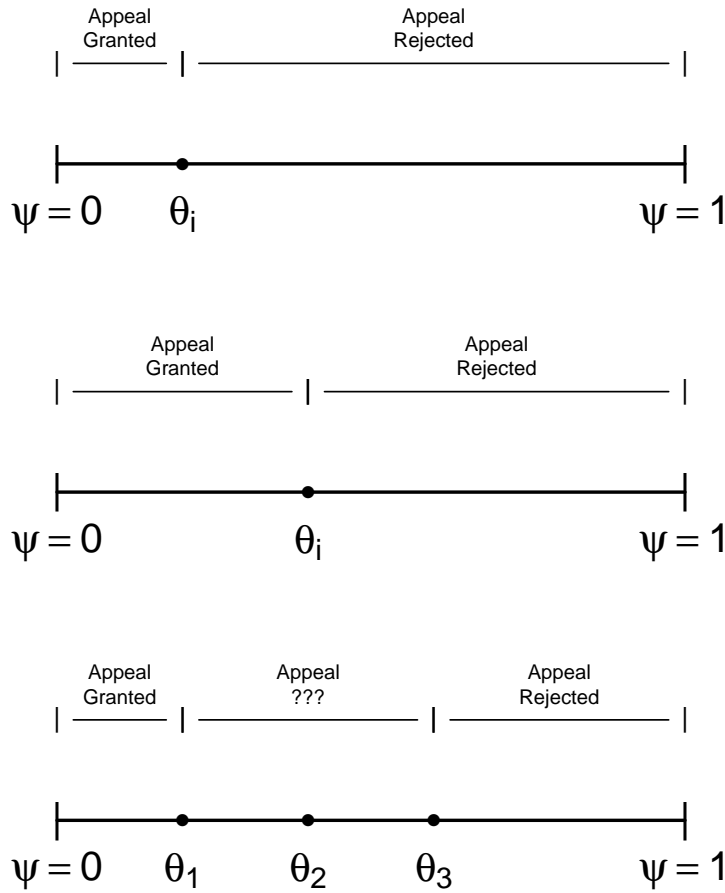 Appeal Granted
Appeal Rejected
ψ = 0
θi
ψ = 1
Appeal Granted
Appeal Rejected
ψ = 0
θi
ψ = 1
Appeal Granted
Appeal ???
Appeal Rejected
ψ = 0
θ1
θ2
θ3
ψ = 1